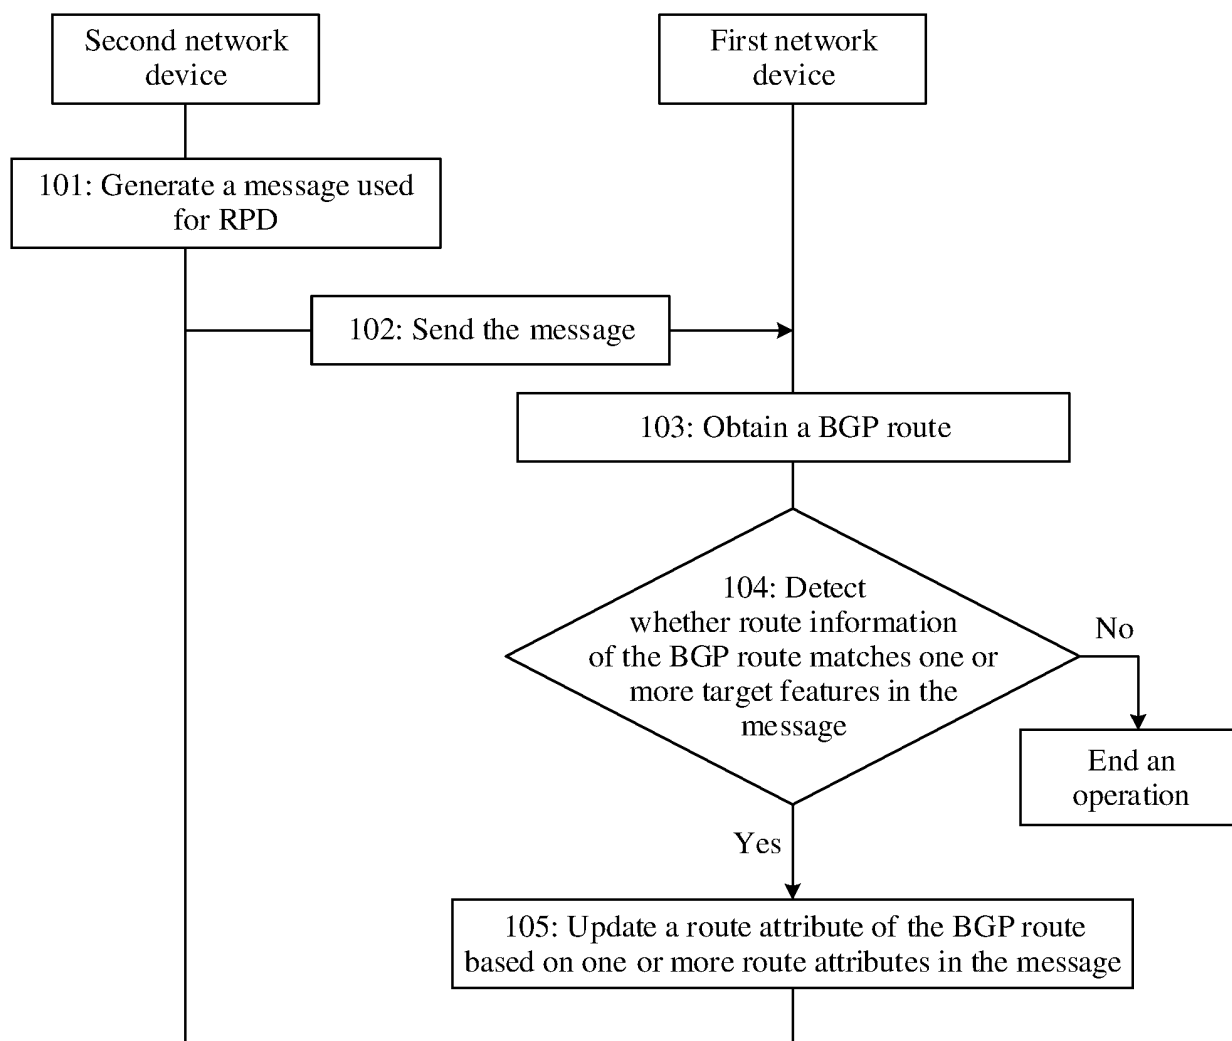 Second network
device
First network
device
101: Generate a message used
for RPD
102: Send the message
103: Obtain a BGP route
104: Detect
whether route information
of the BGP route matches one or
more target features in the
message
No
End an
operation
Yes
105: Update a route attribute of the BGP route
based on one or more route attributes in the message